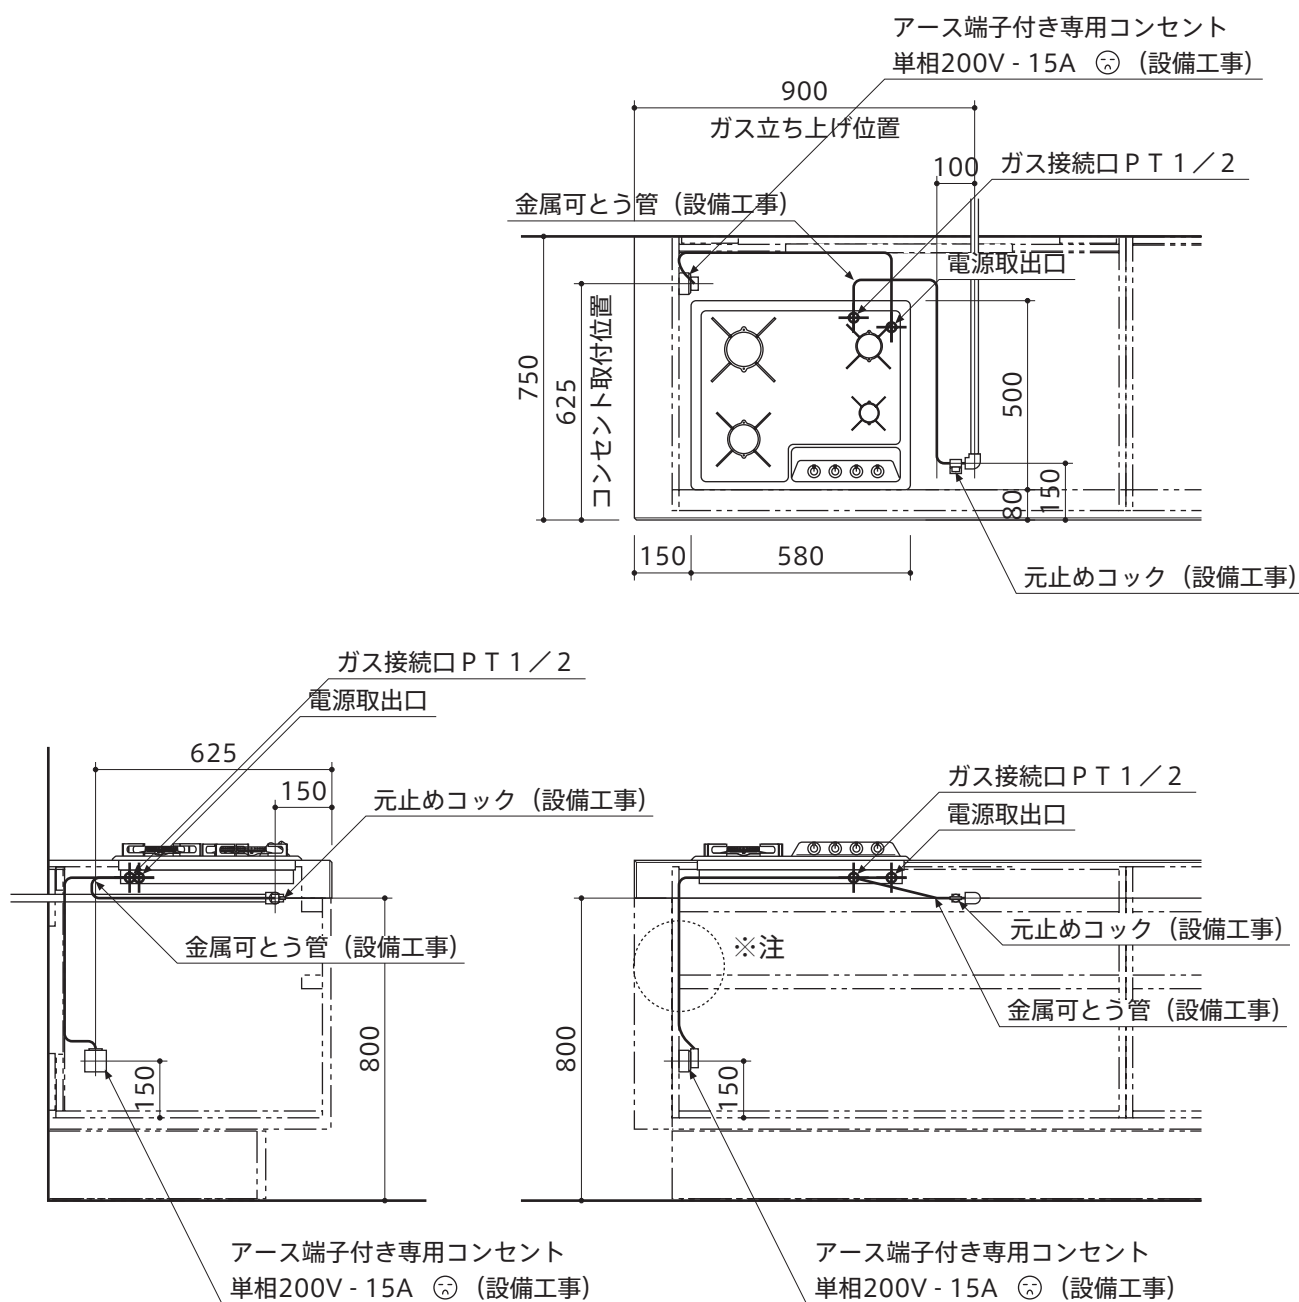 アース端子付き専用コンセント
単相200V - 15A （設備工事）
900
ガス立ち上げ位置
100
ガス接続口ＰＴ１／２
金属可とう管（設備工事）
電源取出口
750
625
コンセント取付位置
500
80
150
150
580
元止めコック（設備工事）
ガス接続口ＰＴ１／２
電源取出口
625
150
元止めコック（設備工事）
金属可とう管（設備工事）
800
150
アース端子付き専用コンセント
単相200V - 15A （設備工事）
ガス接続口ＰＴ１／２
電源取出口
元止めコック（設備工事）
※注
金属可とう管（設備工事）
800
150
アース端子付き専用コンセント
単相200V - 15A （設備工事）